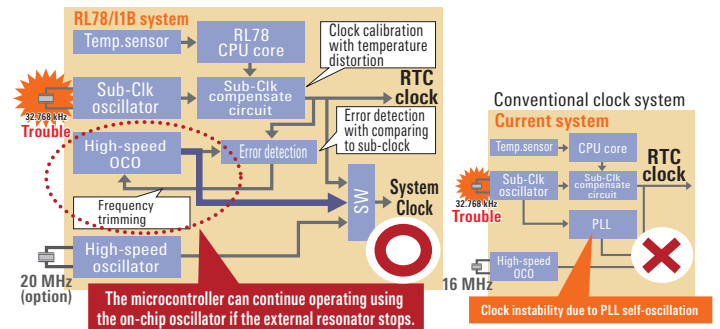 RL78/I1B system
Temp.sensor
RL78
CPU core
Clock calibration
with temperature
distortion
Sub-Clk
oscillator
Sub-Clk
compensate
circuit
RTC
clock
32.768 kHz
Trouble
High-speed
OCO
Error detection
Error detection
with comparing
to sub-clock
Frequency
trimming
SW
System
Clock
High-speed
oscillator
20 MHz
(option)
The microcontroller can continue operating using
the on-chip oscillator if the external resonator stops.
Conventional clock system
Current system
Temp.sensor
CPU core
RTC
clock
Sub-Clk
oscillator
Sub-Clk
compensate
circuit
32.768 kHz
Trouble
PLL
High-speed
OCO
16 MHz
Clock instability due to PLL self-oscillation